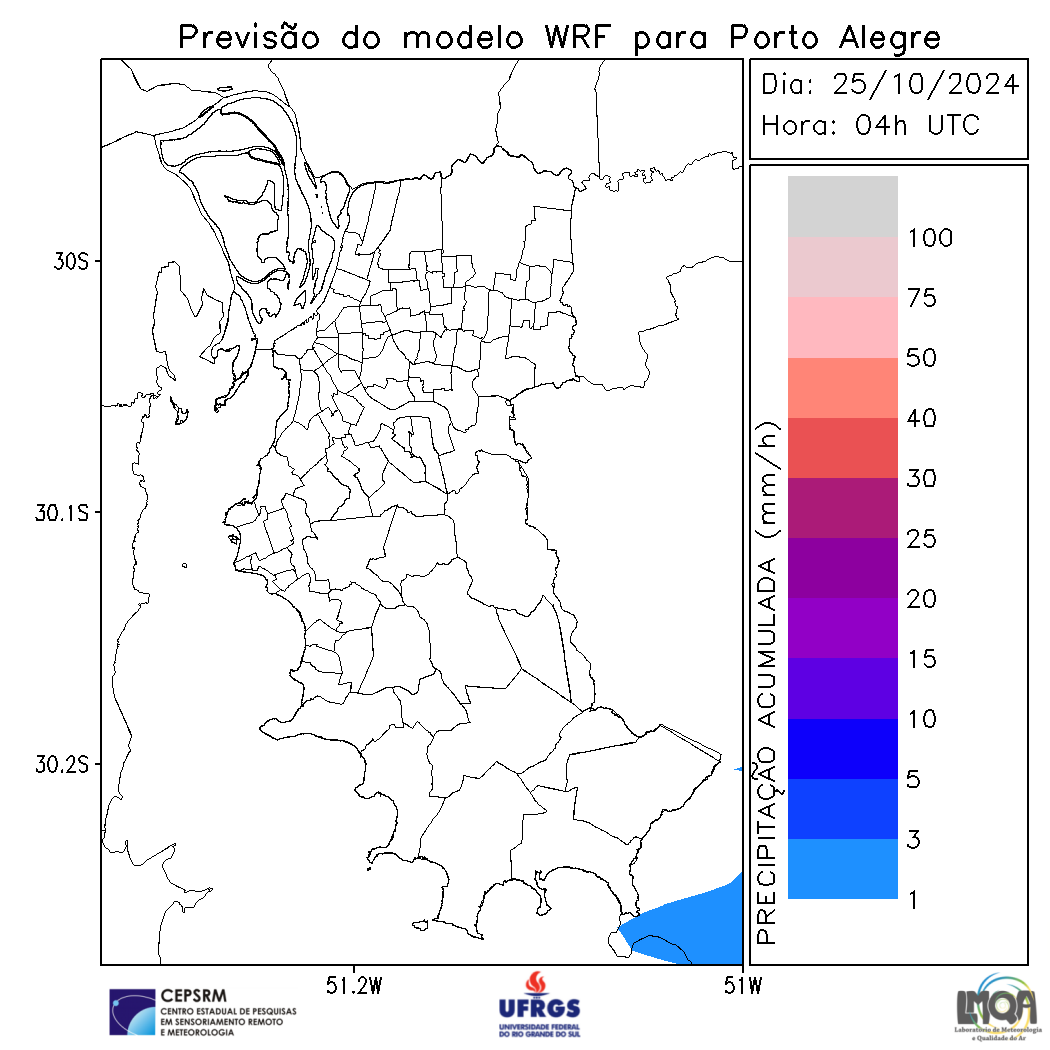 Previsão do modelo WRF para Porto Alegre
Dia: 25/10/2024
Hora: 04h UTC
30S
30.1S
30.2S
51.2W
51W
PRECIPITAÇÃO ACUMULADA (mm/h)
100
75
50
40
30
25
20
15
10
5
3
1
CEPSRM
CENTRO ESTADUAL DE PESQUISAS
EM SENSORIAMENTO REMOTO
E METEOROLOGIA
UFRGS
UNIVERSIDADE FEDERAL
DO RIO GRANDE DO SUL
LMQA
Laboratório de Meteorologia
e Qualidade do Ar